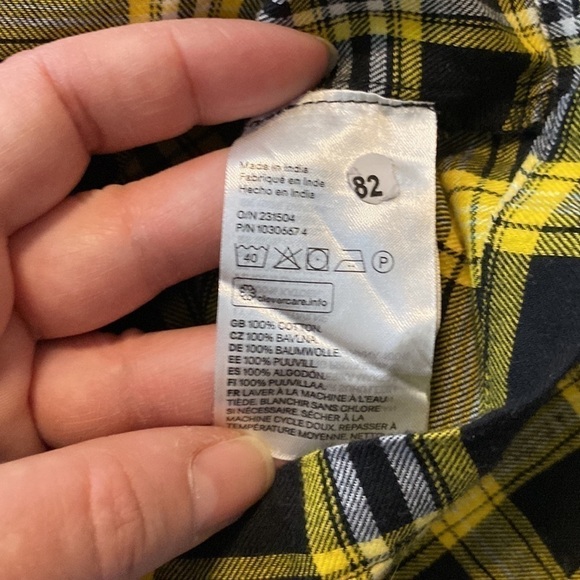 Made in India
Fabriqué en Inde
Hecho en India
82
O/N 231504
P/N 1030667 4
40
P
clevercare.info
GB 100% COTTON.
CZ 100% BAVLNA.
DE 100% BAUMWOLLE.
EE 100% PUUVILL.
ES 100% ALGODÓN.
FI 100% PUUVILLAA.
FR LAVER À LA MACHINE À L'EAU
TIÈDE. BLANCHIR SANS CHLORE
SI NÉCESSAIRE. SÉCHER À LA
MACHINE CYCLE DOUX. REPASSER À
TEMPÉRATURE MOYENNE.